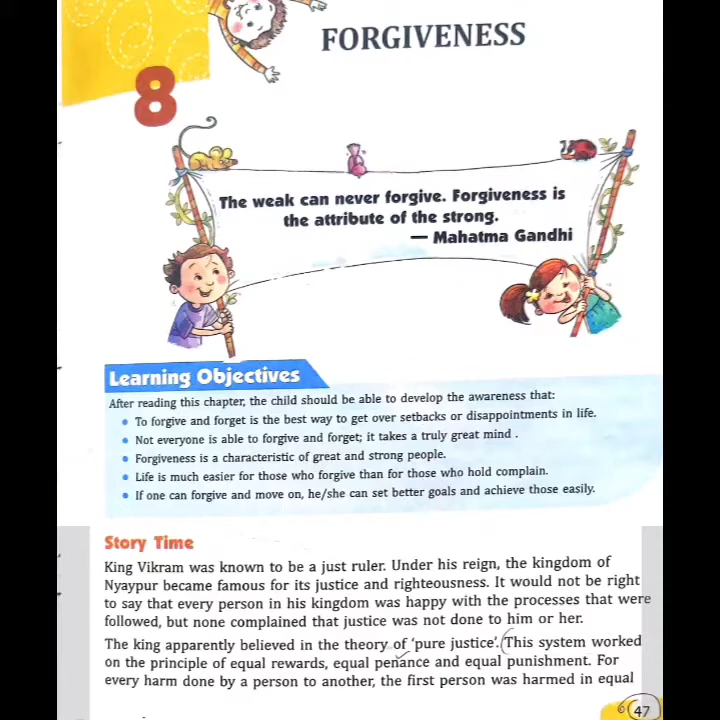 FORGIVENESS
8
The weak can never forgive. Forgiveness is
the attribute of the strong.
— Mahatma Gandhi
Learning Objectives
After reading this chapter, the child should be able to develop the awareness that:
• To forgive and forget is the best way to get over setbacks or disappointments in life.
• Not everyone is able to forgive and forget; it takes a truly great mind .
• Forgiveness is a characteristic of great and strong people.
• Life is much easier for those who forgive than for those who hold complain.
• If one can forgive and move on, he/she can set better goals and achieve those easily.
Story Time
King Vikram was known to be a just ruler. Under his reign, the kingdom of
Nyaypur became famous for its justice and righteousness. It would not be right
to say that every person in his kingdom was happy with the processes that were
followed, but none complained that justice was not done to him or her.
The king apparently believed in the theory of 'pure justice'. This system worked
on the principle of equal rewards, equal penance and equal punishment. For
every harm done by a person to another, the first person was harmed in equal
47